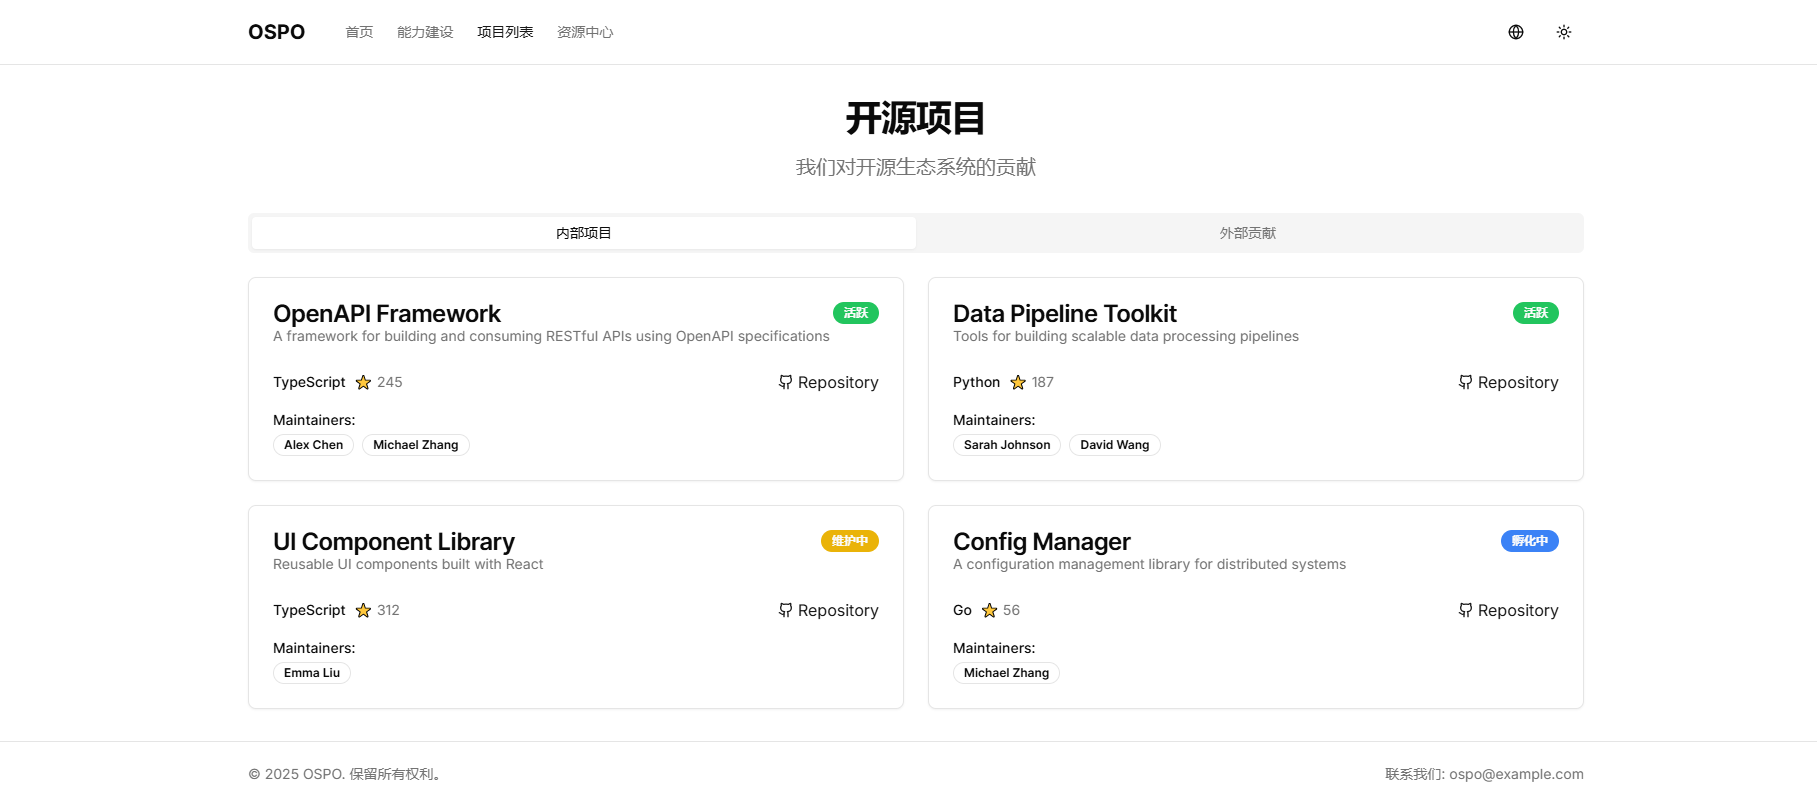 OSPO 首页 能力建设 项目列表 资源中心
开源项目
我们对开源生态系统的贡献
内部项目 外部贡献
OpenAPI Framework 活跃
A framework for building and consuming RESTful APIs using OpenAPI specifications
TypeScript 245 Repository
Maintainers:
Alex Chen Michael Zhang
Data Pipeline Toolkit 活跃
Tools for building scalable data processing pipelines
Python 187 Repository
Maintainers:
Sarah Johnson David Wang
UI Component Library 维护中
Reusable UI components built with React
TypeScript 312 Repository
Maintainers:
Emma Liu
Config Manager 孵化中
A configuration management library for distributed systems
Go 56 Repository
Maintainers:
Michael Zhang
© 2025 OSPO. 保留所有权利。 联系我们: ospo@example.com